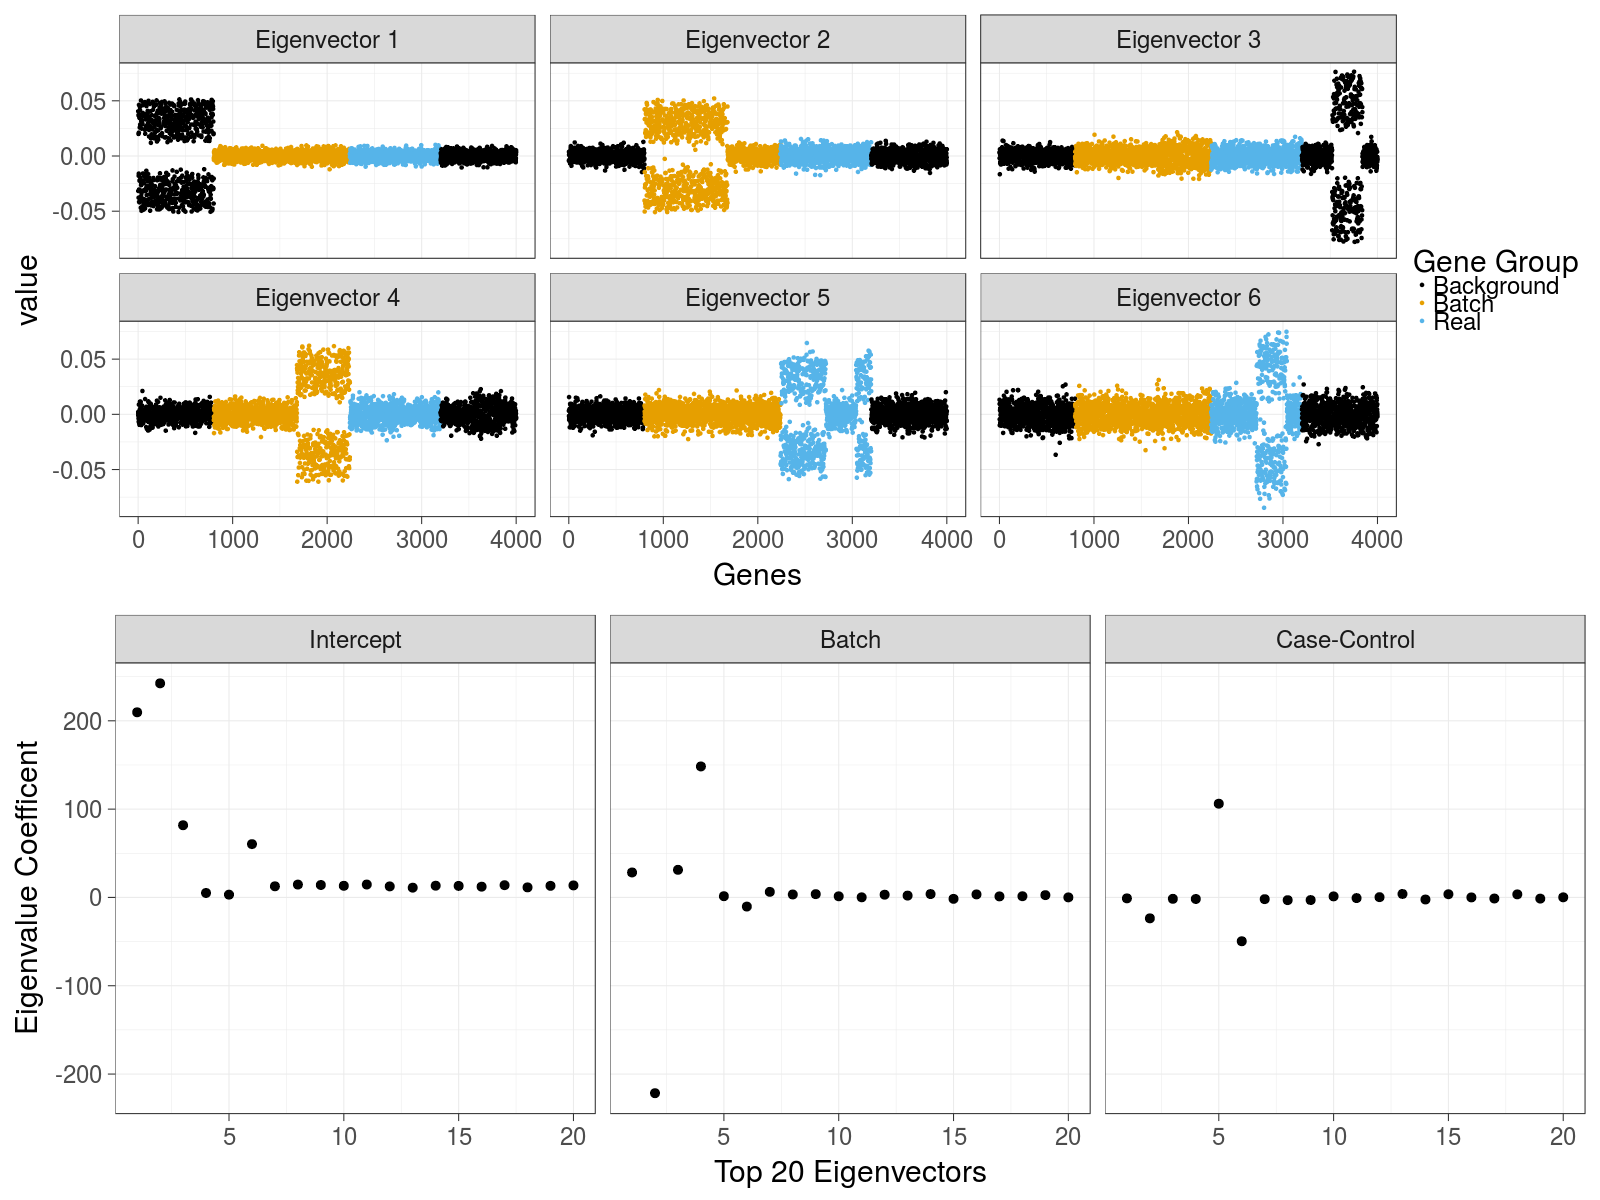 Eigenvector 1 Eigenvector 2 Eigenvector 3
0.05
0.00
-0.05
Eigenvector 4 Eigenvector 5 Eigenvector 6
0.05
0.00
-0.05
0 1000 2000 3000 4000 0 1000 2000 3000 4000 0 1000 2000 3000 4000
value
Genes
Gene Group
Background
Batch
Real
Intercept Batch Case-Control
200
100
0
-100
-200
5 10 15 20 5 10 15 20 5 10 15 20
Eigenvalue Coefficent
Top 20 Eigenvectors